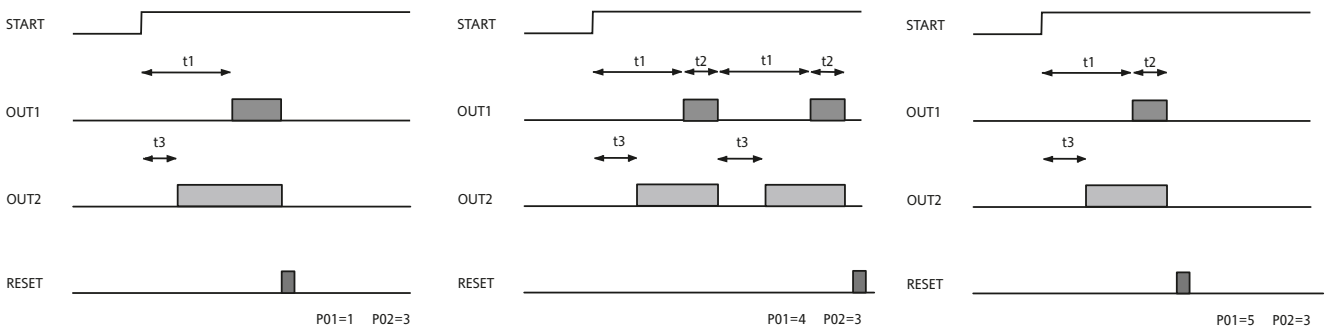 START
t1
OUT1
t3
OUT2
RESET
P01=1 P02=3
START
t1 t2 t1 t2
OUT1
t3 t3
OUT2
RESET
P01=4 P02=3
START
t1 t2
OUT1
t3
OUT2
RESET
P01=5 P02=3